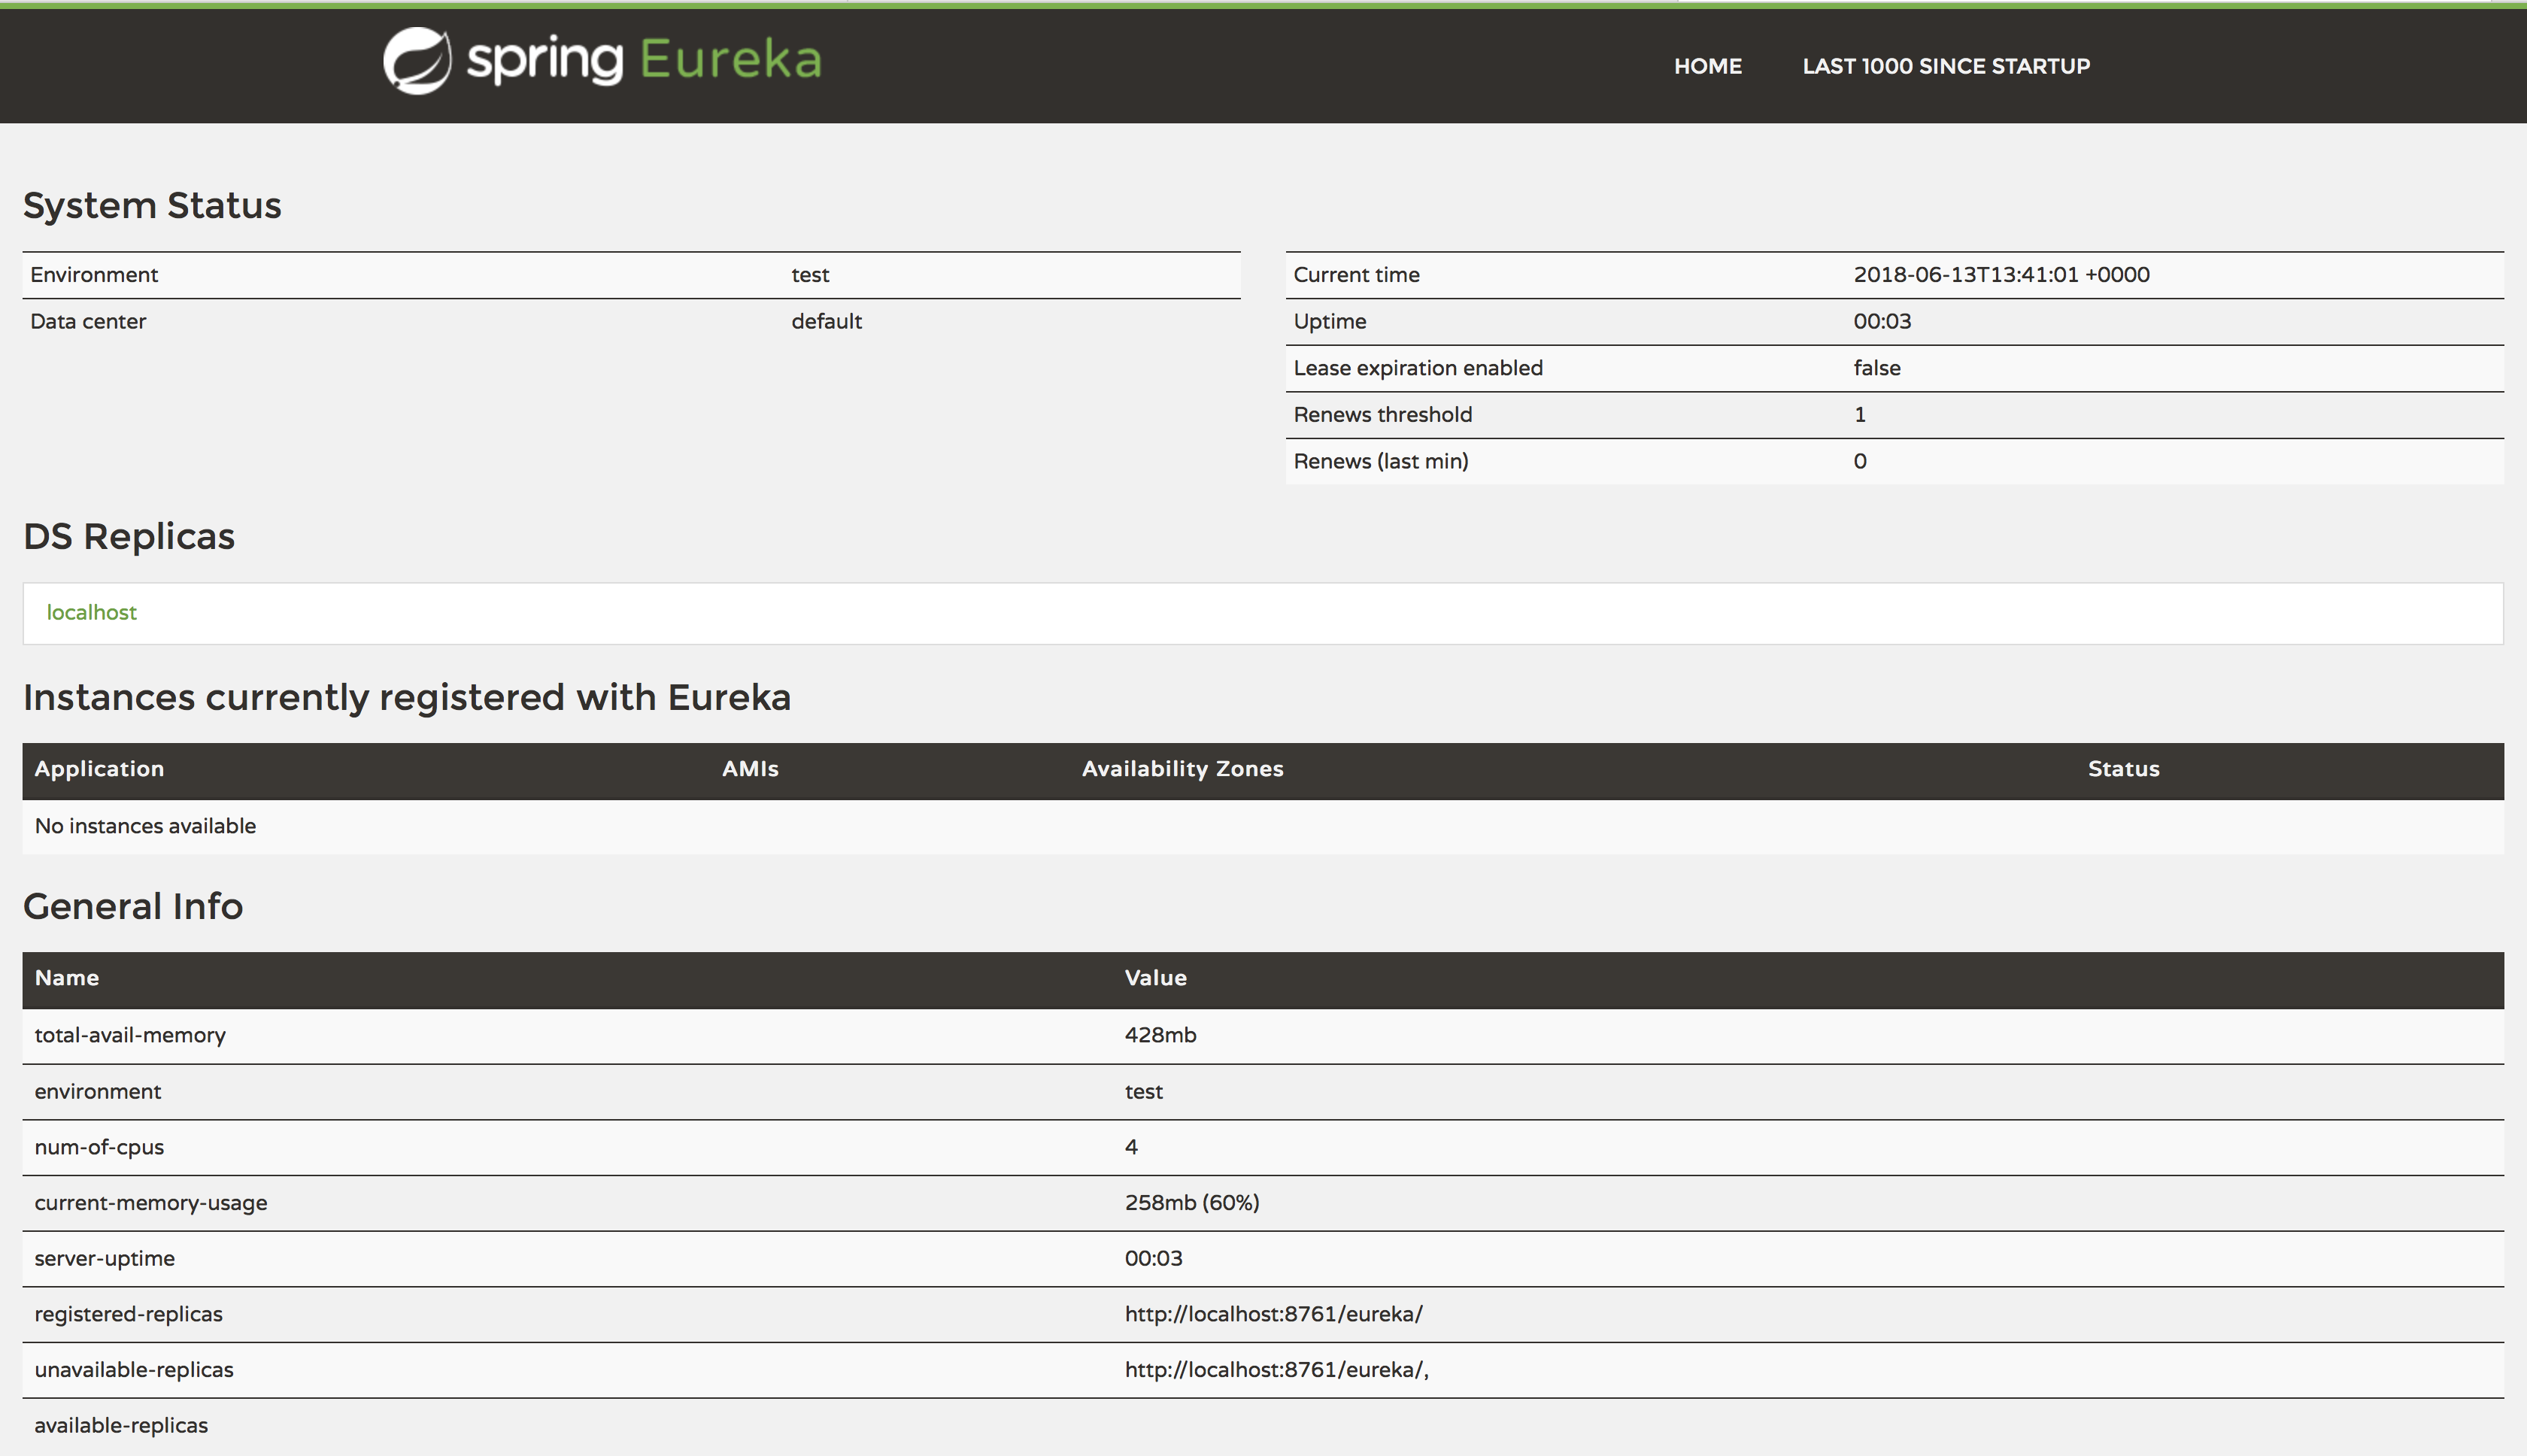 spring Eureka
HOME LAST 1000 SINCE STARTUP
System Status
Environment test
Data center default
Current time 2018-06-13T13:41:01 +0000
Uptime 00:03
Lease expiration enabled false
Renews threshold 1
Renews (last min) 0
DS Replicas
localhost
Instances currently registered with Eureka
Application AMIs Availability Zones Status
No instances available
General Info
Name Value
total-avail-memory 428mb
environment test
num-of-cpus 4
current-memory-usage 258mb (60%)
server-uptime 00:03
registered-replicas http://localhost:8761/eureka/
unavailable-replicas http://localhost:8761/eureka/,
available-replicas